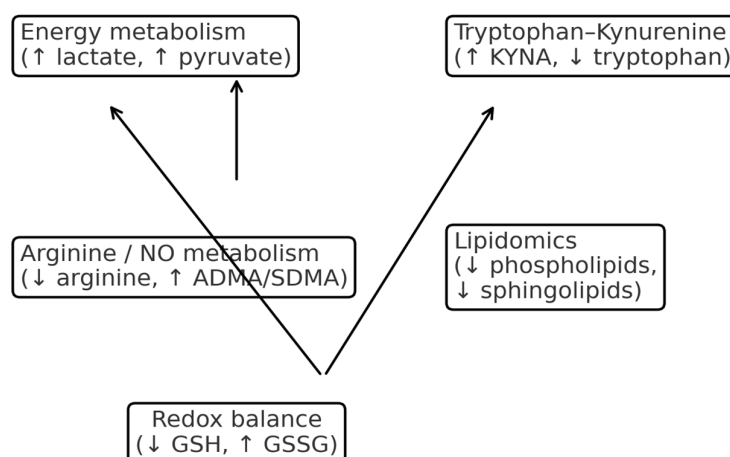 Energy metabolism
(↑ lactate, ↑ pyruvate)
Tryptophan–Kynurenine
(↑ KYNA, ↓ tryptophan)
Arginine / NO metabolism
(↓ arginine, ↑ ADMA/SDMA)
Lipidomics
(↓ phospholipids,
↓ sphingolipids)
Redox balance
(↓ GSH, ↑ GSSG)